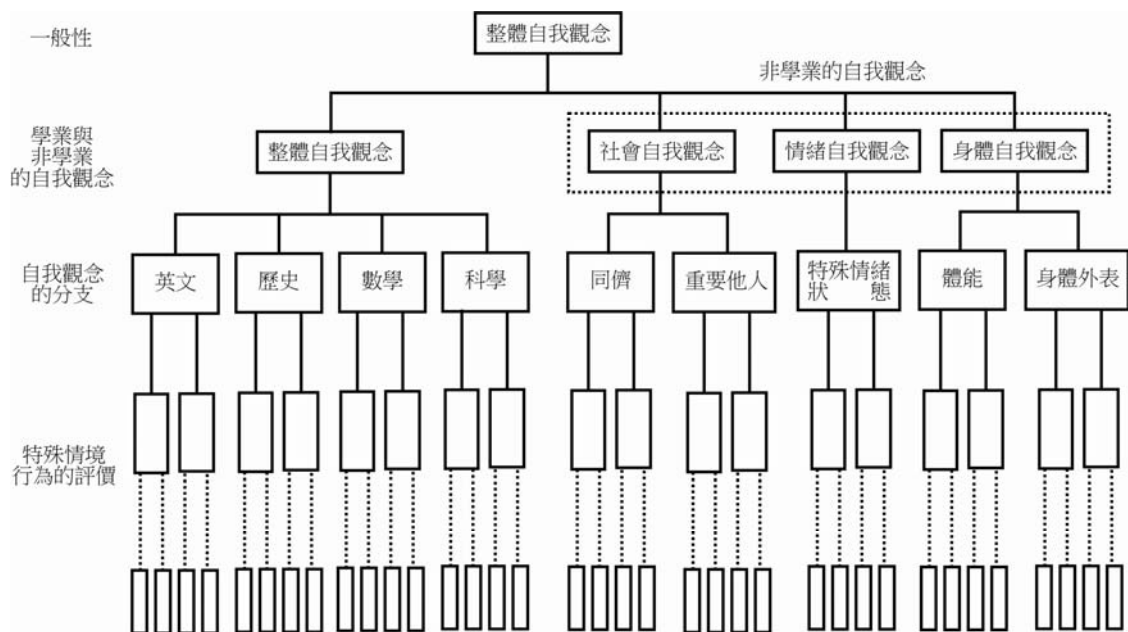 一般性
整體自我觀念
非學業的自我觀念
學業與
非學業
的自我觀念
整體自我觀念
社會自我觀念
情緒自我觀念
身體自我觀念
自我觀念
的分支
英文
歷史
數學
科學
同儕
重要他人
特殊情緒
狀態
體能
身體外表
特殊情境
行為的評價